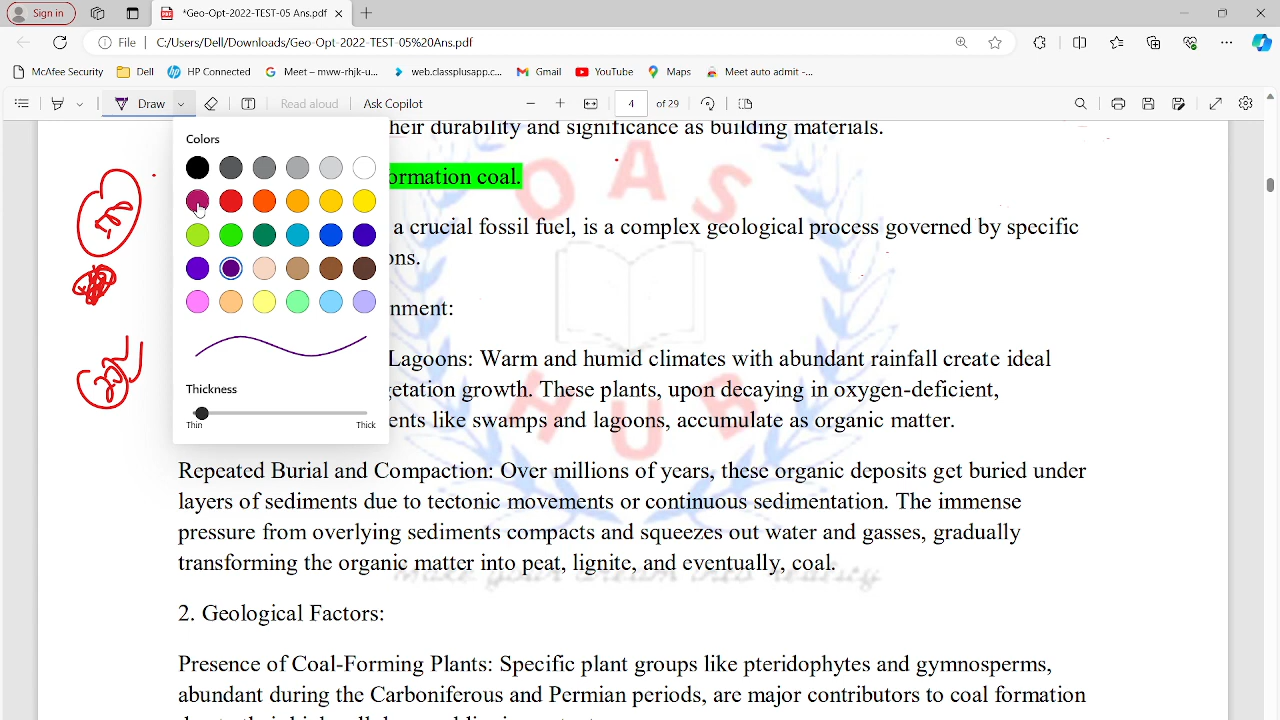 Sign in
*Geo-Opt-2022-TEST-05 Ans.pdf
File C:/Users/Dell/Downloads/Geo-Opt-2022-TEST-05%20Ans.pdf
McAfee Security Dell HP Connected Meet – mvw-rhjk-u... web.classplusapp.c... Gmail YouTube Maps Meet auto admit -...
Draw Read aloud Ask Copilot 4 of 29
heir durability and significance as building materials.
Colors
ormation coal.
OASIS
a crucial fossil fuel, is a complex geological process governed by specific
ons.
nment:
Lagoons: Warm and humid climates with abundant rainfall create ideal
getation growth. These plants, upon decaying in oxygen-deficient,
ents like swamps and lagoons, accumulate as organic matter.
Thickness
Thin Thick
HUB
Repeated Burial and Compaction: Over millions of years, these organic deposits get buried under
layers of sediments due to tectonic movements or continuous sedimentation. The immense
pressure from overlying sediments compacts and squeezes out water and gasses, gradually
transforming the organic matter into peat, lignite, and eventually, coal.
2. Geological Factors:
Presence of Coal-Forming Plants: Specific plant groups like pteridophytes and gymnosperms,
abundant during the Carboniferous and Permian periods, are major contributors to coal formation